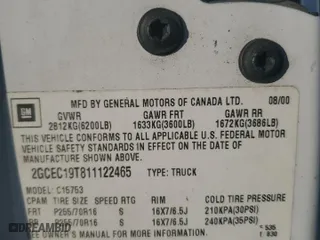 GM
MFD BY GENERAL MOTORS OF CANADA LTD. 08/00
GVWR GAWR FRT GAWR RR
2812KG(6200LB) 1633KG(3600LB) 1672KG(3686LB)
THIS VEHICLE CONFORMS TO ALL APPLICABLE U.S. FEDERAL MOTOR
VEHICLE SAFETY STANDARDS IN EFFECT ON THE DATE OF
MANUFACTURE SHOWN ABOVE.
2GCEC19T811122465 TYPE: TRUCK
MODEL: C15753
CPAM TIRE SIZE SPEED RTG RIM COLD TIRE PRESSURE
FRT P255/70R16 S 16X7/6.5J 210KPA(30PSI)
RR P255/70R16 S 16X7/6.5J 240KPA(35PSI)
SEE OWNER'S MANUAL FOR MORE INFORMATION